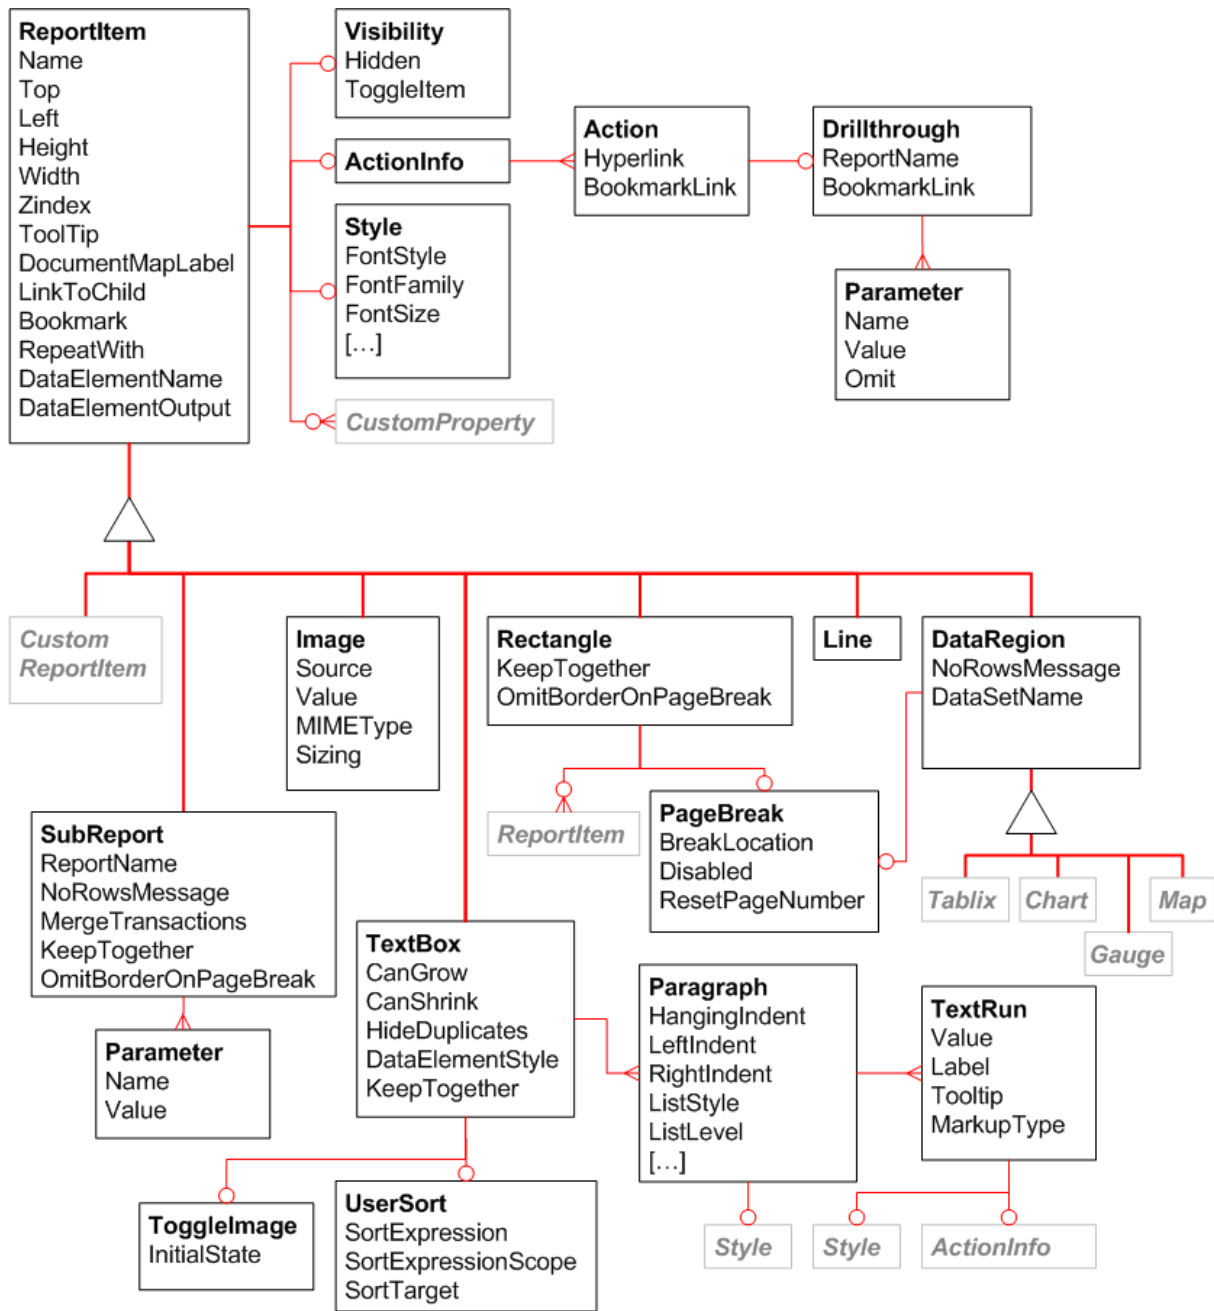 ReportItem
Name
Top
Left
Height
Width
Zindex
ToolTip
DocumentMapLabel
LinkToChild
Bookmark
RepeatWith
DataElementName
DataElementOutput
Visibility
Hidden
ToggleItem
ActionInfo
Style
FontStyle
FontFamily
FontSize
[...]
CustomProperty
Action
Hyperlink
BookmarkLink
Drillthrough
ReportName
BookmarkLink
Parameter
Name
Value
Omit
Custom
ReportItem
Image
Source
Value
MIMEType
Sizing
Rectangle
KeepTogether
OmitBorderOnPageBreak
Line
DataRegion
NoRowsMessage
DataSetName
SubReport
ReportName
NoRowsMessage
MergeTransactions
KeepTogether
OmitBorderOnPageBreak
Parameter
Name
Value
ReportItem
PageBreak
BreakLocation
Disabled
ResetPageNumber
Tablix
Chart
Map
Gauge
TextBox
CanGrow
CanShrink
HideDuplicates
DataElementStyle
KeepTogether
Paragraph
HangingIndent
LeftIndent
RightIndent
ListStyle
ListLevel
[...]
TextRun
Value
Label
Tooltip
MarkupType
ToggleImage
InitialState
UserSort
SortExpression
SortExpressionScope
SortTarget
Style
Style
ActionInfo